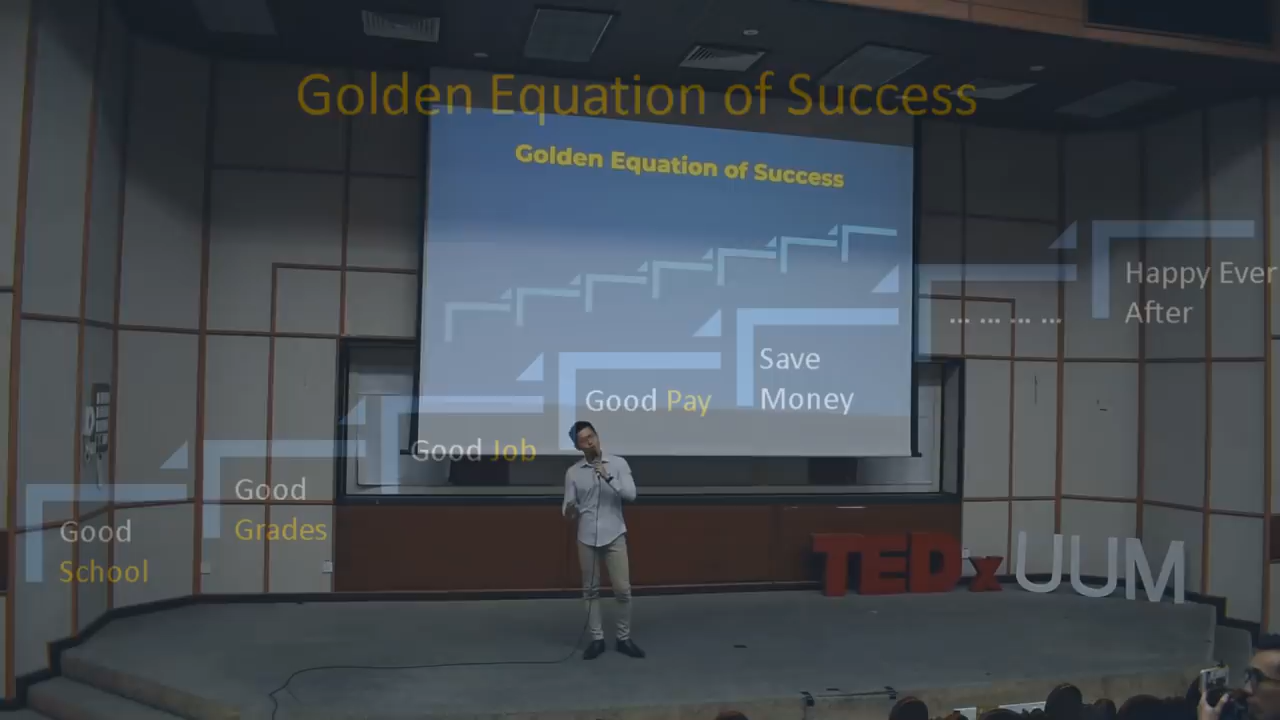 Golden Equation of Success
Golden Equation of Success
Happy Ever
After
... ... ... ...
Save
Money
Good Pay
Good Job
Good
Grades
Good
School
TEDxUUM